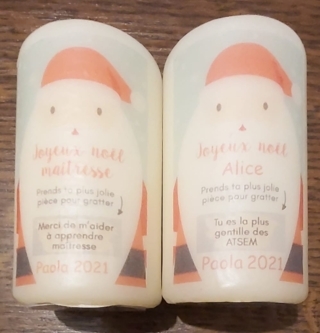 Joyeux noël
maîtresse
Prends ta plus jolie
pièce pour gratter
Merci de m'aider
à apprendre
maîtresse
Paola 2021
Joyeux noël
Alice
Prends ta plus jolie
pièce pour gratter
Tu es la plus
gentille des
ATSEM
Paola 2021